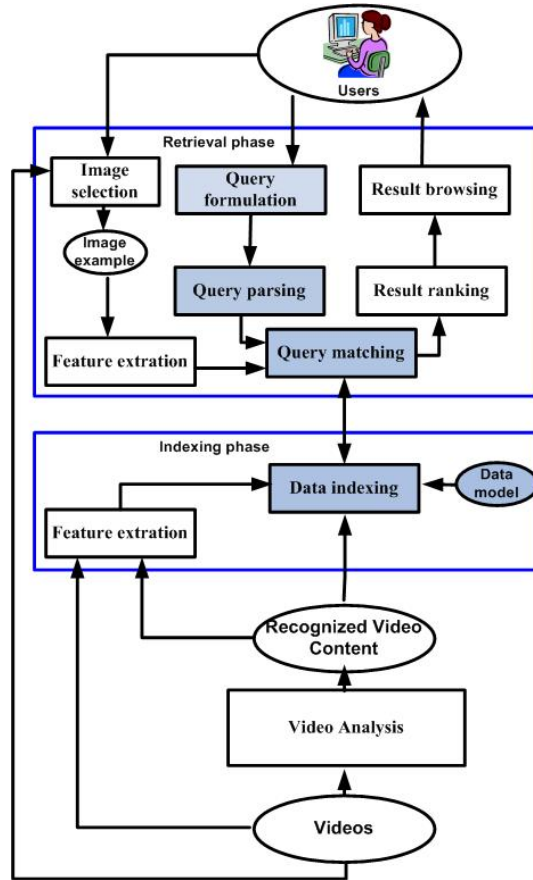 Users
Retrieval phase
Image
selection
Query
formulation
Result browsing
Image
example
Query parsing
Result ranking
Feature extration
Query matching
Indexing phase
Data indexing
Data
model
Feature extration
Recognized Video
Content
Video Analysis
Videos